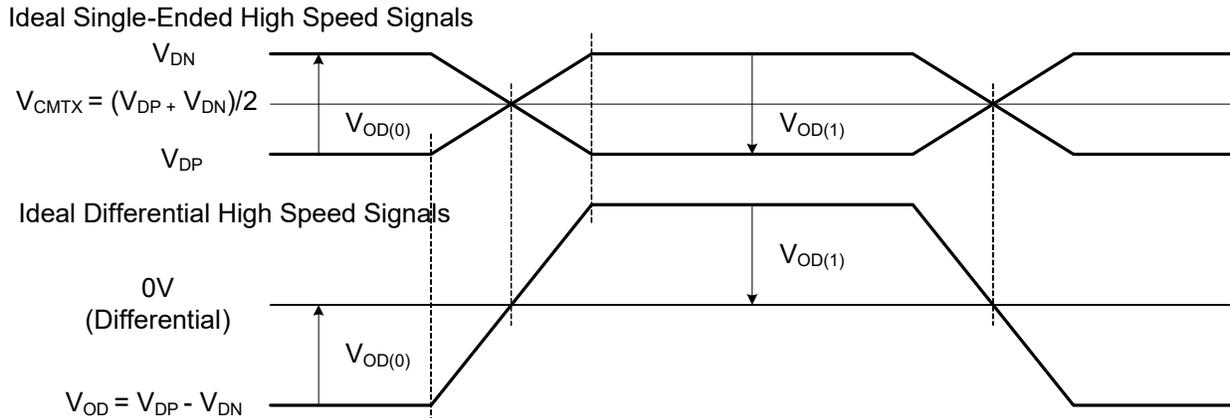 Ideal Single-Ended High Speed Signals
VDN
VCMTX = (VDP + VDN)/2
VOD(0)
VOD(1)
VDP
Ideal Differential High Speed Signals
VOD(1)
0V
(Differential)
VOD(0)
VOD = VDP - VDN